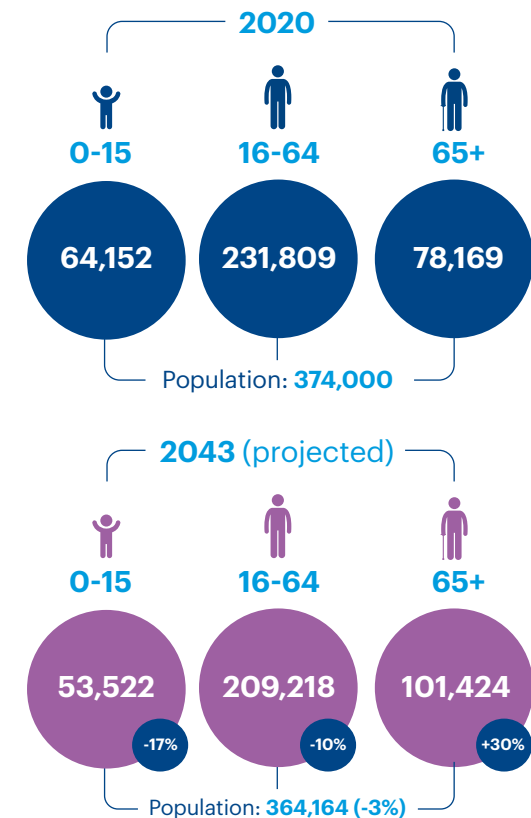 2020
0-15 16-64 65+
64,152 231,809 78,169
Population: 374,000
2043 (projected)
0-15 16-64 65+
53,522 209,218 101,424
-17% -10% +30%
Population: 364,164 (-3%)